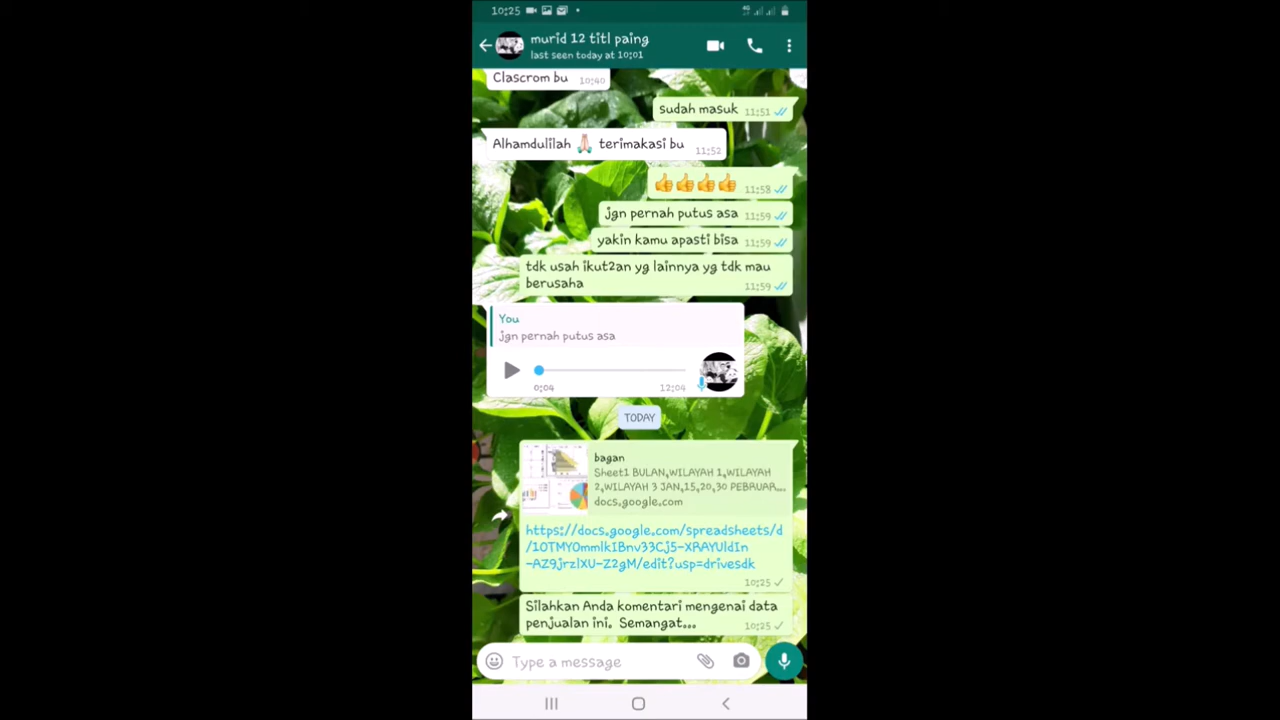 10:25
murid 12 titl paing
last seen today at 10:01
Clascrom bu 10:40
sudah masuk 11:51
Alhamdulilah 🙏🏻 terimakasi bu 11:52
👍👍👍👍 11:58
jgn pernah putus asa 11:59
yakin kamu apasti bisa 11:59
tdk usah ikut2an yg lainnya yg tdk mau
berusaha 11:59
You
jgn pernah putus asa
0:04 12:04
TODAY
bagan
Sheet1 BULAN,WILAYAH 1,WILAYAH
2,WILAYAH 3 JAN,15,20,30 PEBRUAR...
docs.google.com
https://docs.google.com/spreadsheets/d
/10TMY0mmlkIBnv33Cj5-XRAYUldIn
-AZ9jrzlXU-Z2gM/edit?usp=drivesdk
10:25
Silahkan Anda komentari mengenai data
penjualan ini. Semangat... 10:25
Type a message